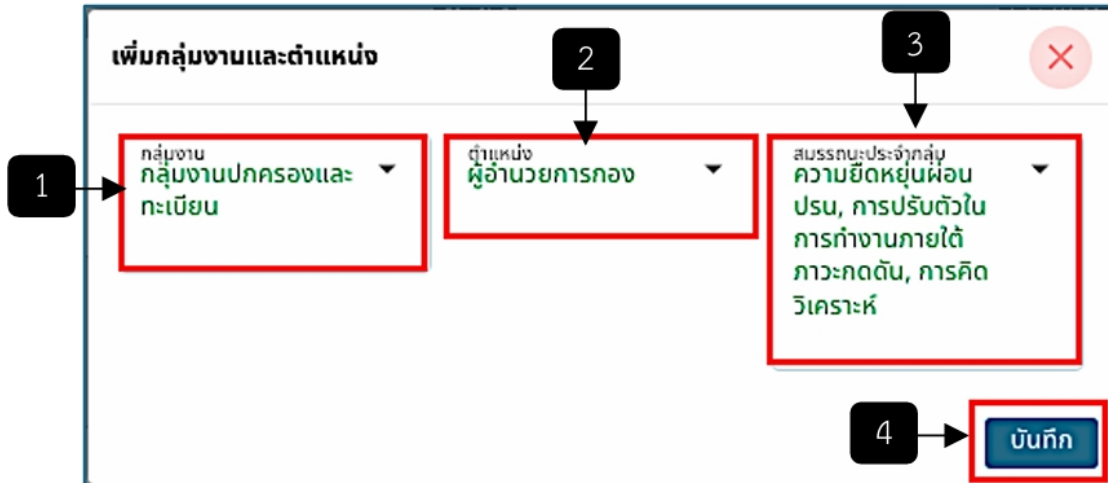 เพิ่มกลุ่มงานและตำแหน่ง
2
3
1
กลุ่มงาน
กลุ่มงานปกครองและ
ทะเบียน
ตำแหน่ง
ผู้อำนวยการกอง
สมรรถนะประจำกลุ่ม
ความยืดหยุ่นผ่อน
ปรน, การปรับตัวใน
การทำงานภายใต้
ภาวะกดดัน, การคิด
วิเคราะห์
4
บันทึก